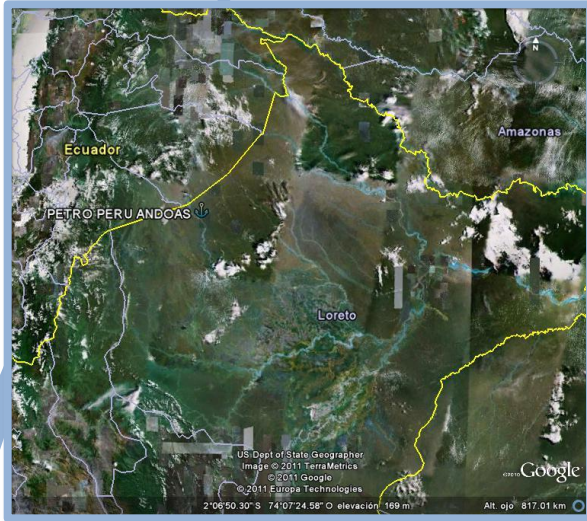 N
Amazonas
Ecuador
PETRO PERU ANDOAS
Loreto
US Dept of State Geographer
Image © 2011 TerraMetrics
© 2011 Google
© 2011 Europa Technologies
©2010 Google
2°06'50.30" S 74°07'24.58" O elevación 169 m
Alt. ojo 817.01 km